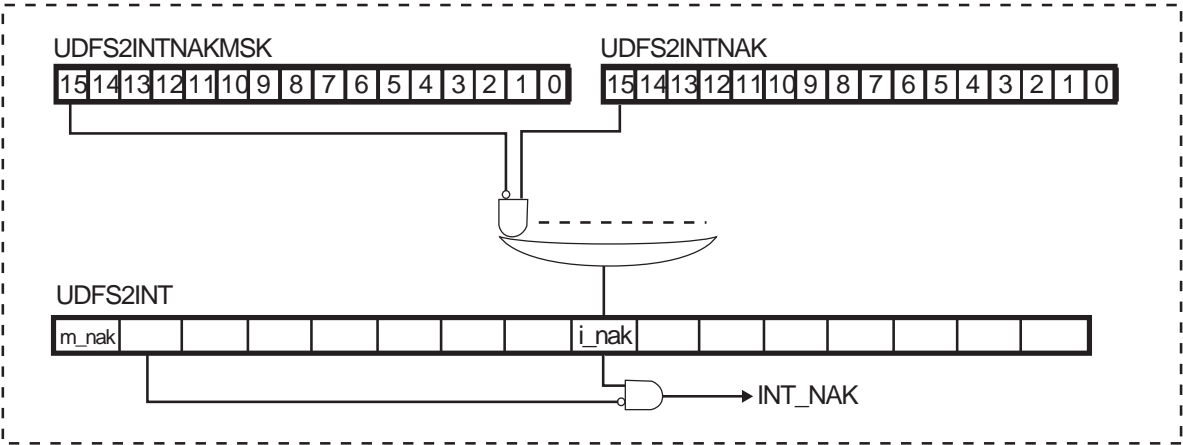 UDFS2INTNAKMSK UDFS2INTNAK
15 14 13 12 11 10 9 8 7 6 5 4 3 2 1 0 15 14 13 12 11 10 9 8 7 6 5 4 3 2 1 0
UDFS2INT
m_nak i_nak
INT_NAK